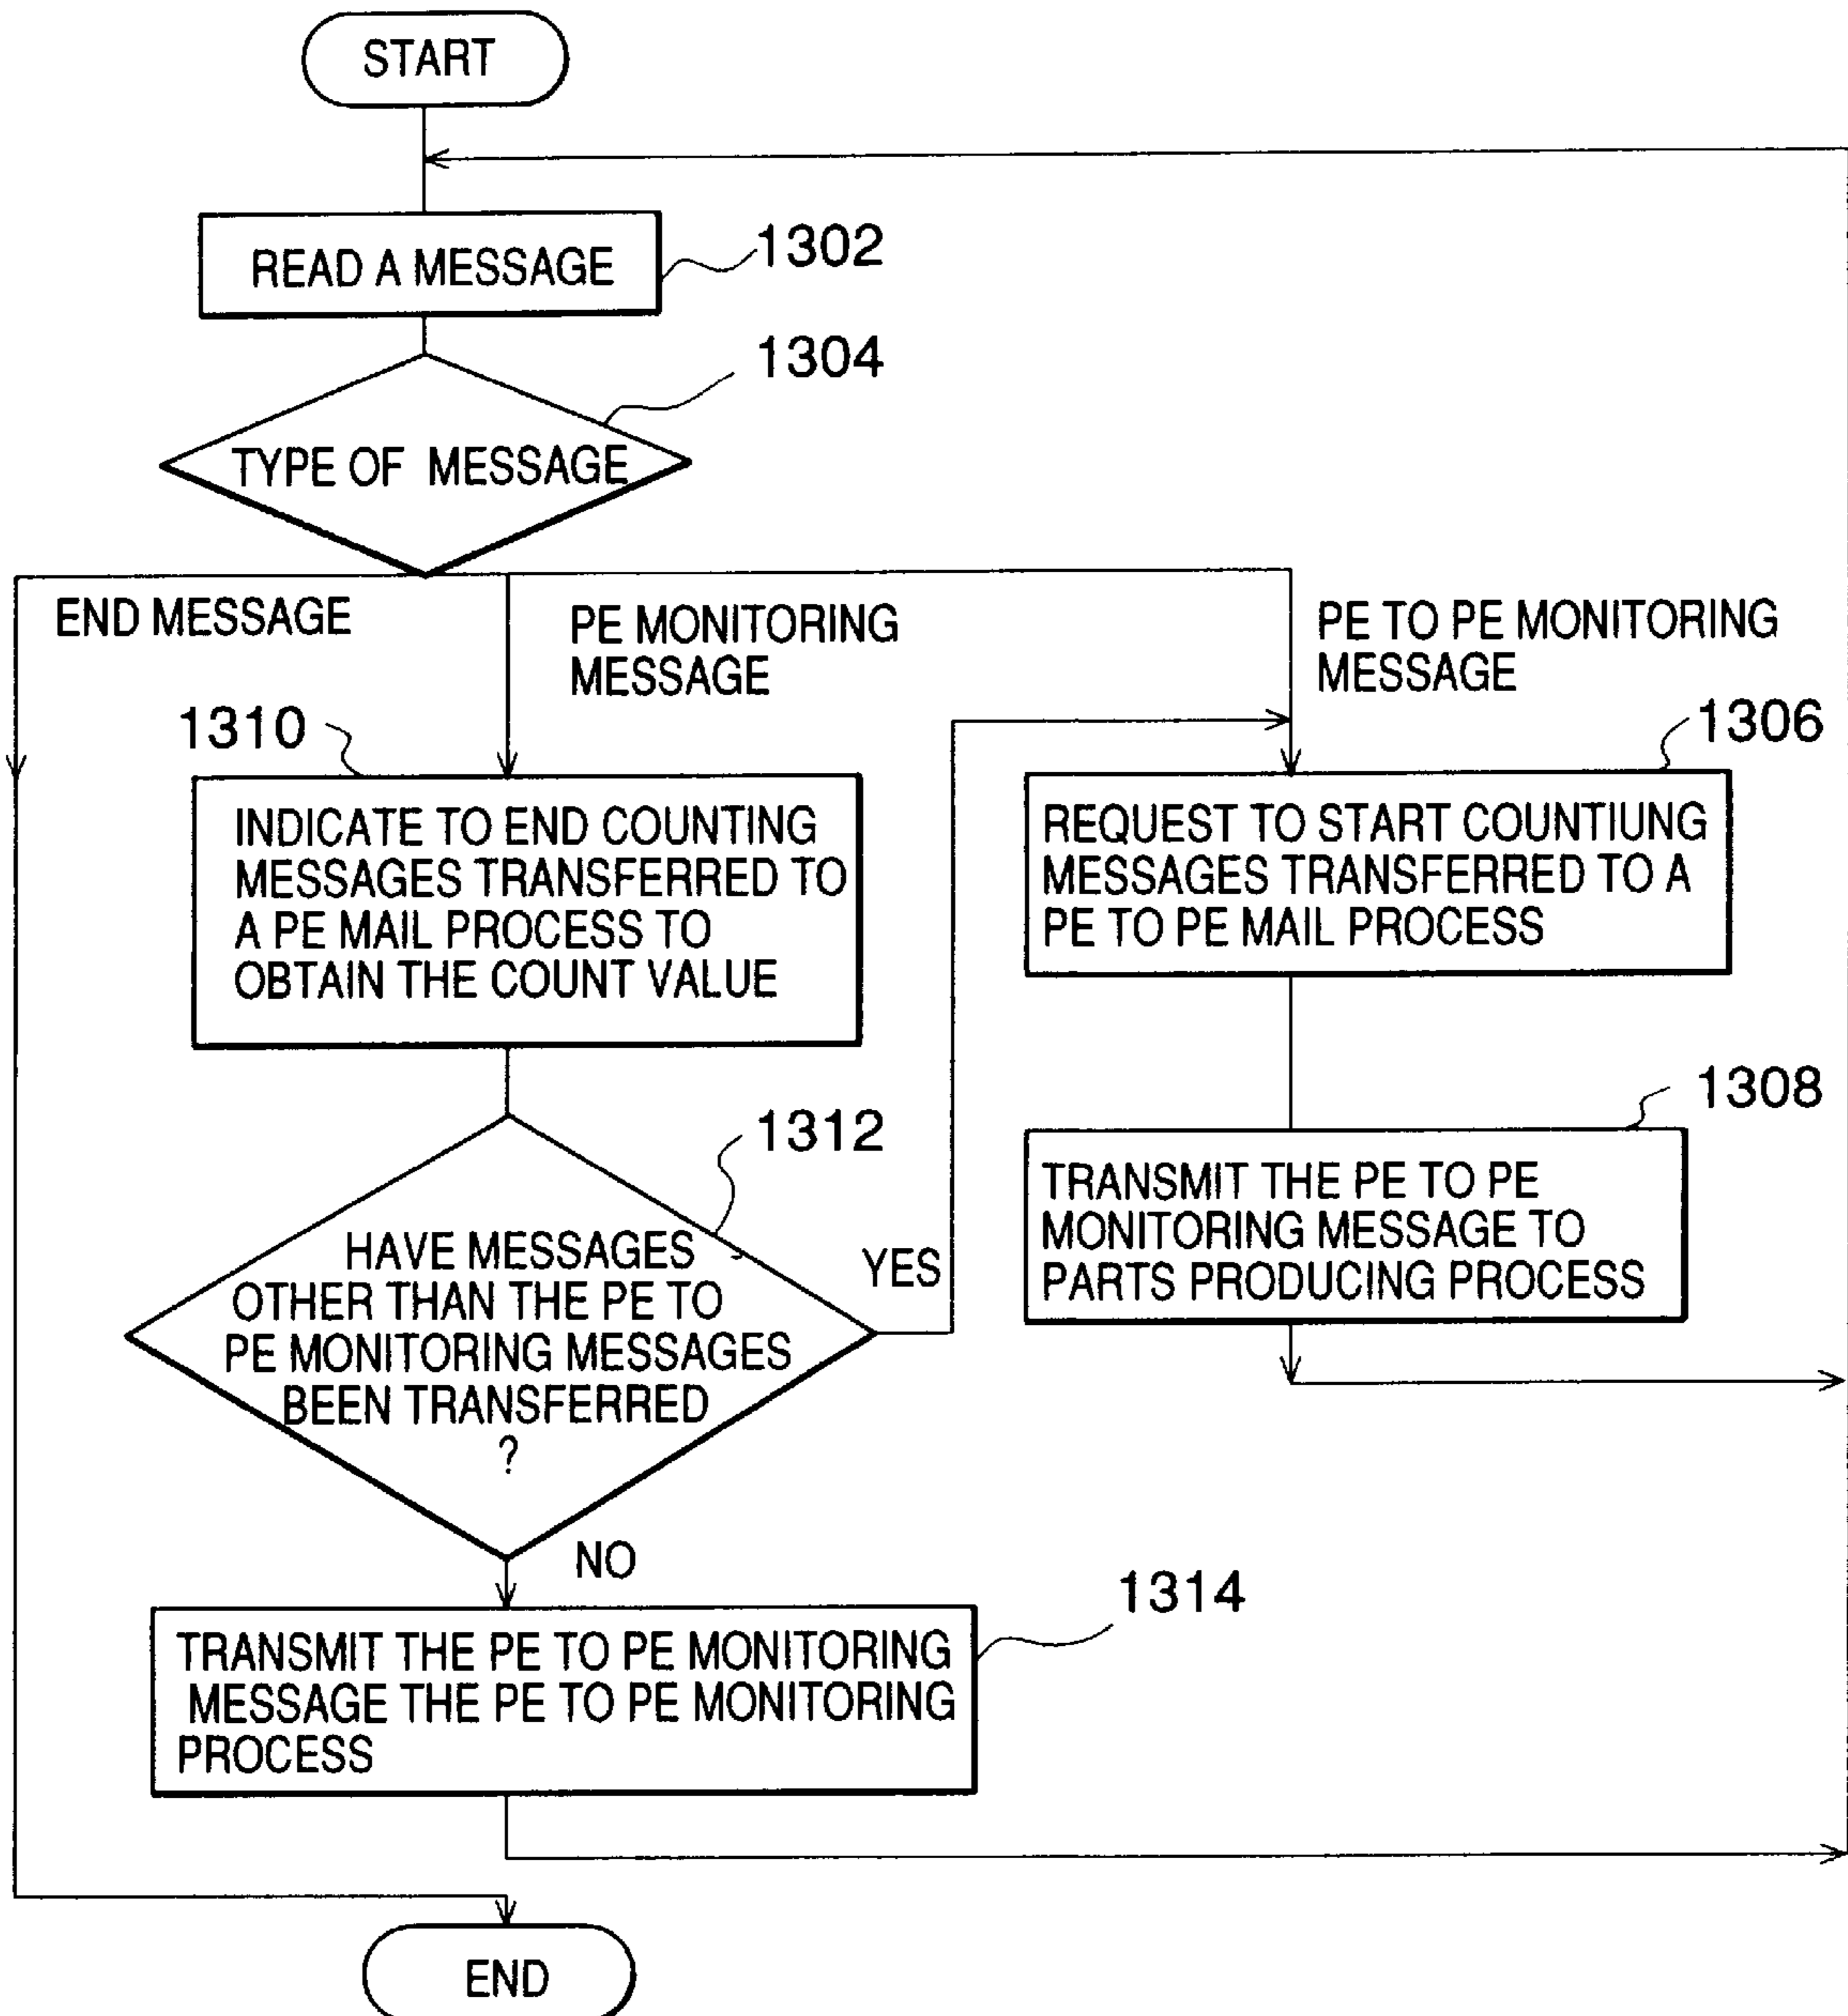 START
READ A MESSAGE
1302
1304
TYPE OF MESSAGE
END MESSAGE
PE MONITORING
MESSAGE
PE TO PE MONITORING
MESSAGE
1310
INDICATE TO END COUNTING
MESSAGES TRANSFERRED TO
A PE MAIL PROCESS TO
OBTAIN THE COUNT VALUE
1306
REQUEST TO START COUNTIUNG
MESSAGES TRANSFERRED TO A
PE TO PE MAIL PROCESS
1312
HAVE MESSAGES
OTHER THAN THE PE TO
PE MONITORING MESSAGES
BEEN TRANSFERRED
?
YES
1308
TRANSMIT THE PE TO PE
MONITORING MESSAGE TO
PARTS PRODUCING PROCESS
NO
1314
TRANSMIT THE PE TO PE MONITORING
MESSAGE THE PE TO PE MONITORING
PROCESS
END